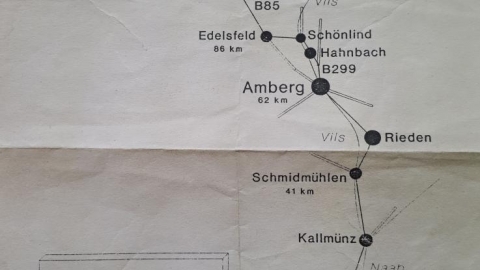 B85
Vils
Edelsfeld
Schönlind
86 km
Hahnbach
B299
Amberg
62 km
Vils
Rieden
Schmidmühlen
41 km
Kallmünz
Naab